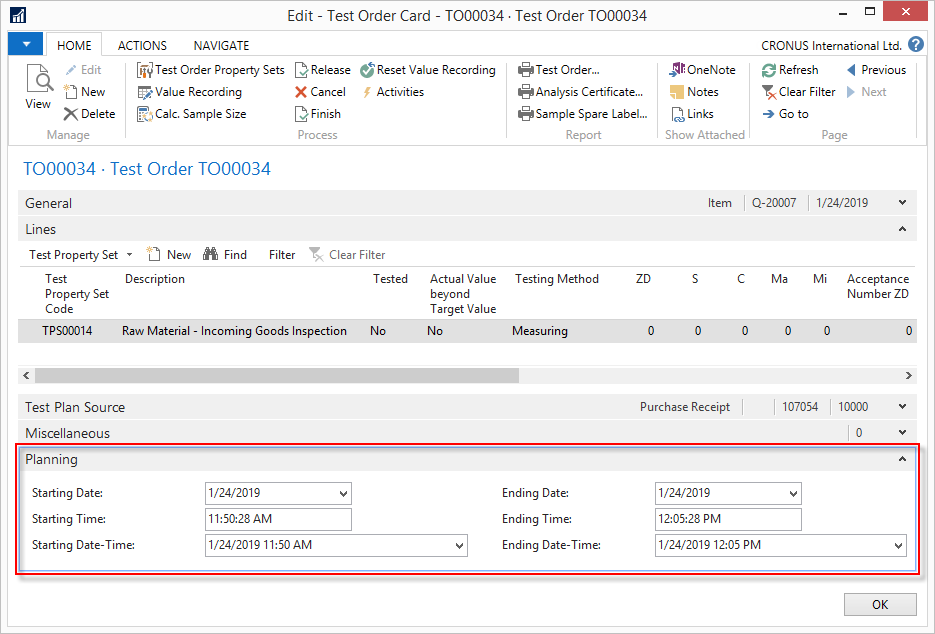 Edit - Test Order Card - TO00034 · Test Order TO00034
HOME ACTIONS NAVIGATE CRONUS International Ltd. ?
View
Edit
New
Delete
Manage
Test Order Property Sets
Value Recording
Calc. Sample Size
Release
Cancel
Finish
Reset Value Recording
Activities
Process
Test Order...
Analysis Certificate...
Sample Spare Label...
Report
OneNote
Notes
Links
Show Attached
Refresh
Clear Filter
Go to
Previous
Next
Page
TO00034 · Test Order TO00034
General Item Q-20007 1/24/2019
Lines
Test Property Set New Find Filter Clear Filter
Test Property Set Code Description Tested Actual Value beyond Target Value Testing Method ZD S C Ma Mi Acceptance Number ZD
TPS00014 Raw Material - Incoming Goods Inspection No No Measuring 0 0 0 0 0 0
Test Plan Source Purchase Receipt 107054 10000
Miscellaneous 0
Planning
Starting Date: 1/24/2019 Ending Date: 1/24/2019
Starting Time: 11:50:28 AM Ending Time: 12:05:28 PM
Starting Date-Time: 1/24/2019 11:50 AM Ending Date-Time: 1/24/2019 12:05 PM
OK